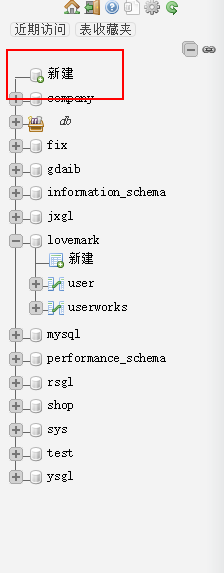 近期访问 表收藏夹
新建
company
db
fix
gdaib
information_schema
jxgl
lovemark
新建
user
userworks
mysql
performance_schema
rsgl
shop
sys
test
ysgl